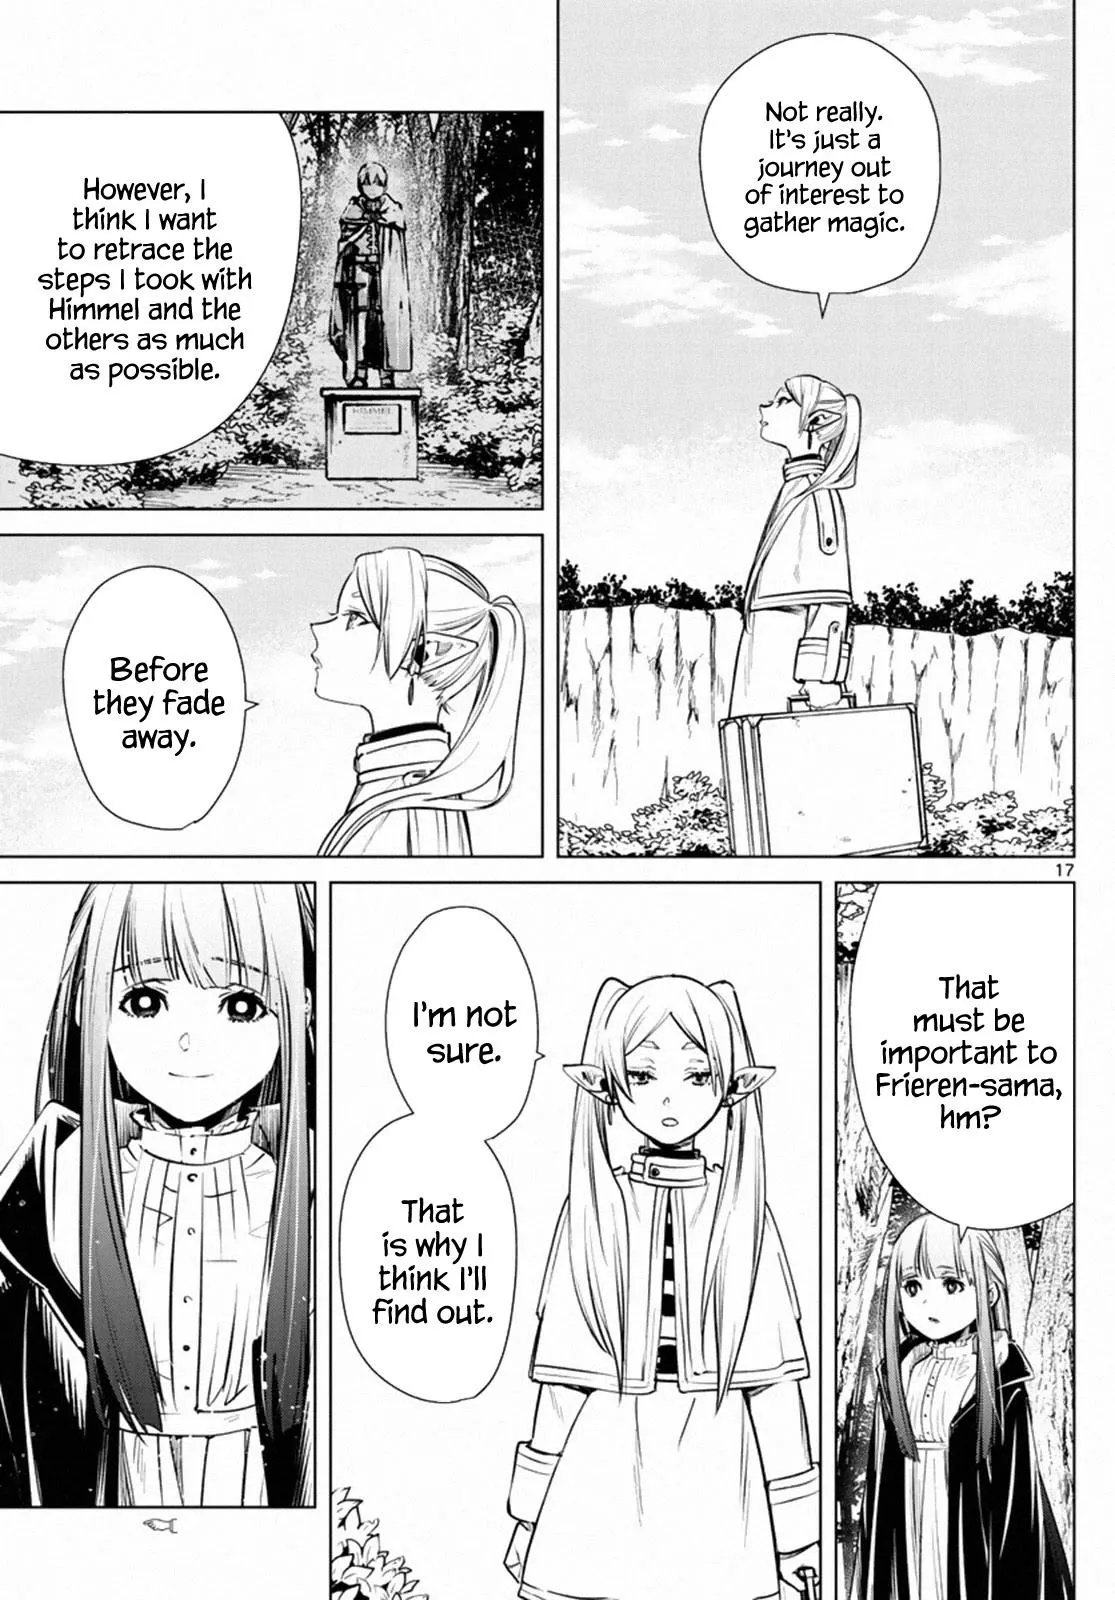 Not really.
It's just a
journey out
of interest to
gather magic.
However, I
think I want
to retrace the
steps I took with
Himmel and the
others as much
as possible.
Before
they fade
away.
17
That
must be
important to
Frieren-sama,
hm?
I'm not
sure.
That
is why I
think I'll
find out.